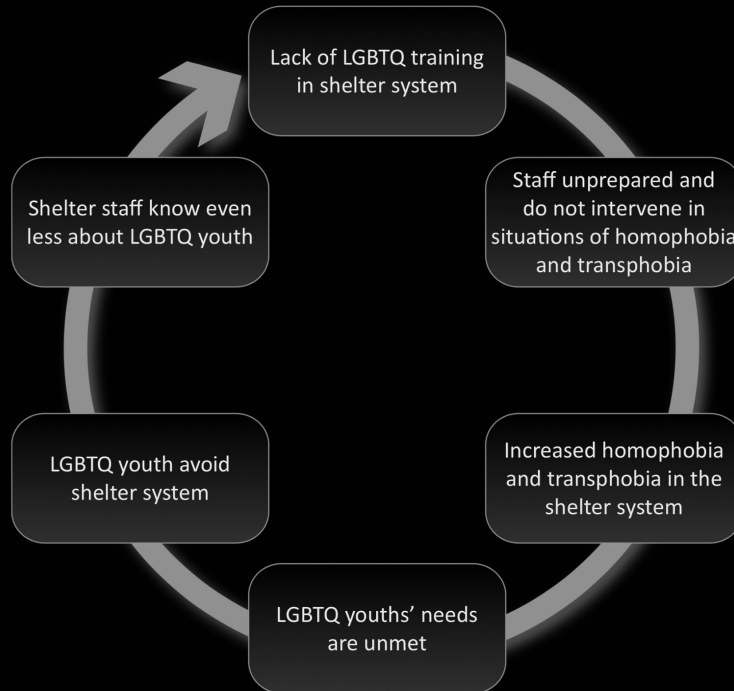 Lack of LGBTQ training
in shelter system
Staff unprepared and
do not intervene in
situations of homophobia
and transphobia
Increased homophobia
and transphobia in the
shelter system
LGBTQ youths’ needs
are unmet
LGBTQ youth avoid
shelter system
Shelter staff know even
less about LGBTQ youth